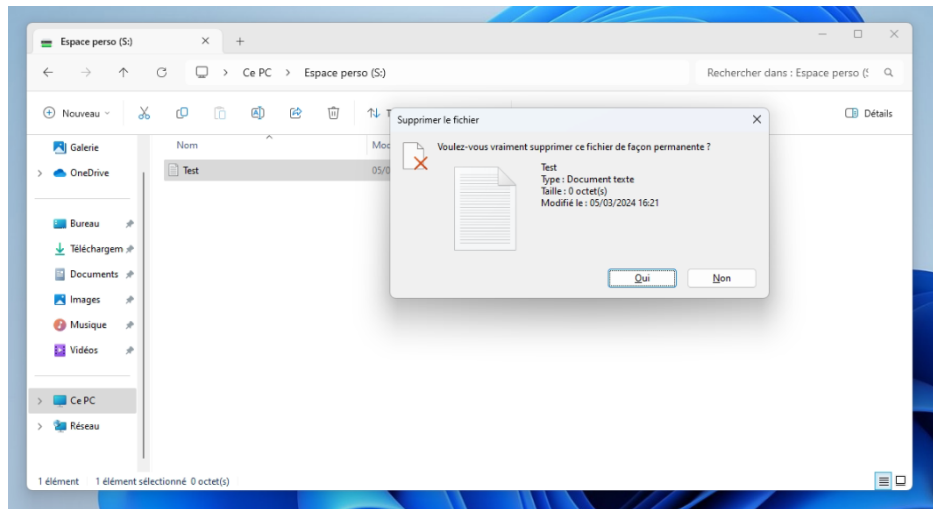 Espace perso (S:)
Ce PC > Espace perso (S:)
Rechercher dans : Espace perso (
Nouveau
Détails
Supprimer le fichier
Voulez-vous vraiment supprimer ce fichier de façon permanente ?
Test
Type : Document texte
Taille : 0 octet(s)
Modifié le : 05/03/2024 16:21
Oui
Non
Nom
Test
Galerie
OneDrive
Bureau
Téléchargem
Documents
Images
Musique
Vidéos
Ce PC
Réseau
1 élément
1 élément sélectionné 0 octet(s)